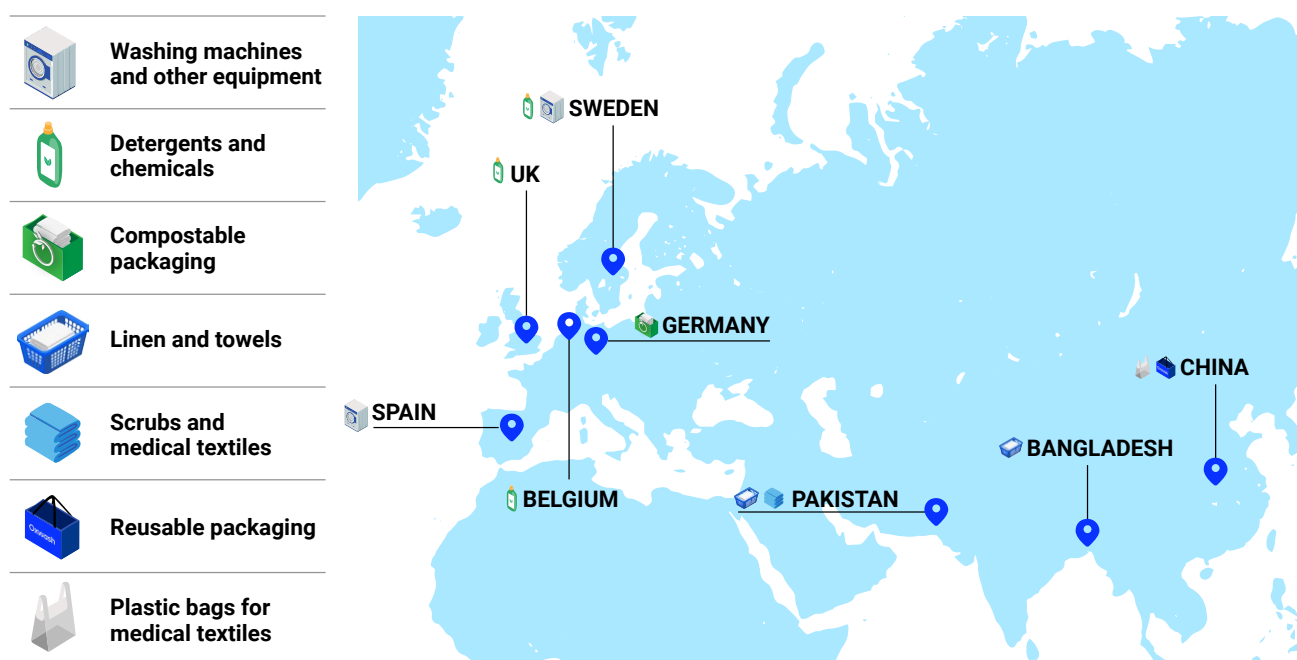 Washing machines
and other equipment
Detergents and
chemicals
Compostable
packaging
Linen and towels
Scrubs and
medical textiles
Reusable packaging
Oxwash
Plastic bags for
medical textiles
SWEDEN
UK
GERMANY
CHINA
SPAIN
BANGLADESH
BELGIUM
PAKISTAN